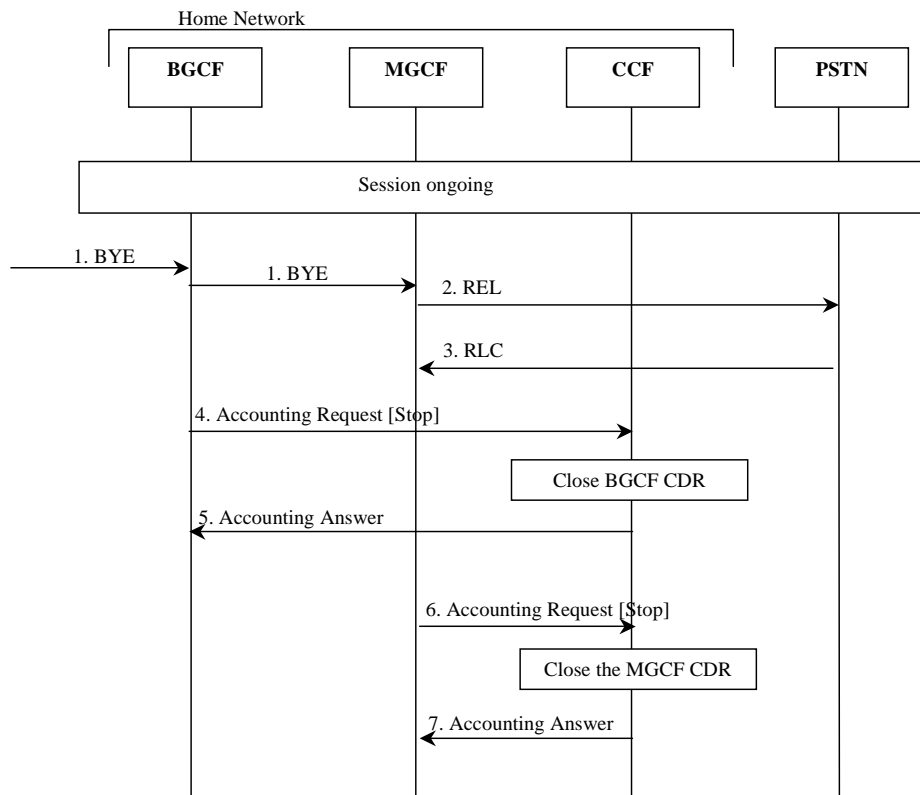 Home Network
BGCF
MGCF
CCF
PSTN
Session ongoing
1. BYE
1. BYE
2. REL
3. RLC
4. Accounting Request [Stop]
Close BGCF CDR
5. Accounting Answer
6. Accounting Request [Stop]
Close the MGCF CDR
7. Accounting Answer